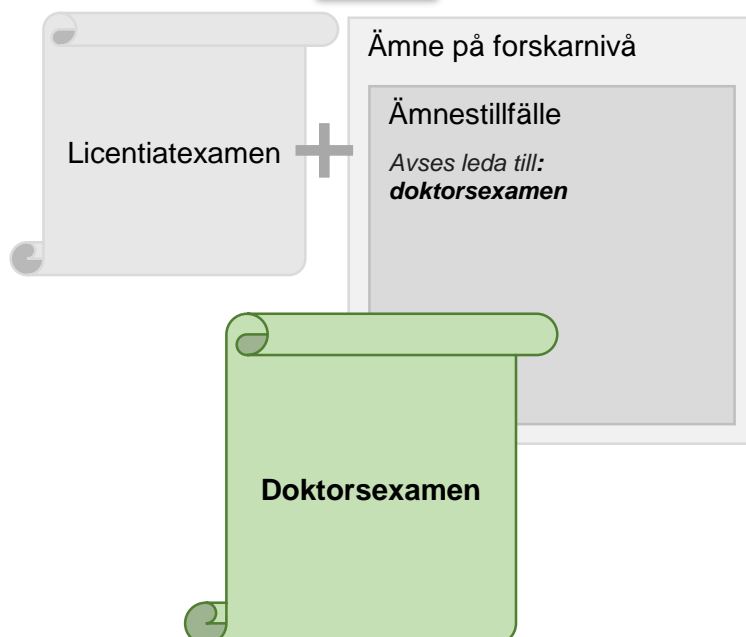 Ämne på forskarnivå
Licentiatexamen
Ämnestillfälle
Avses leda till:
doktorsexamen
Doktorsexamen